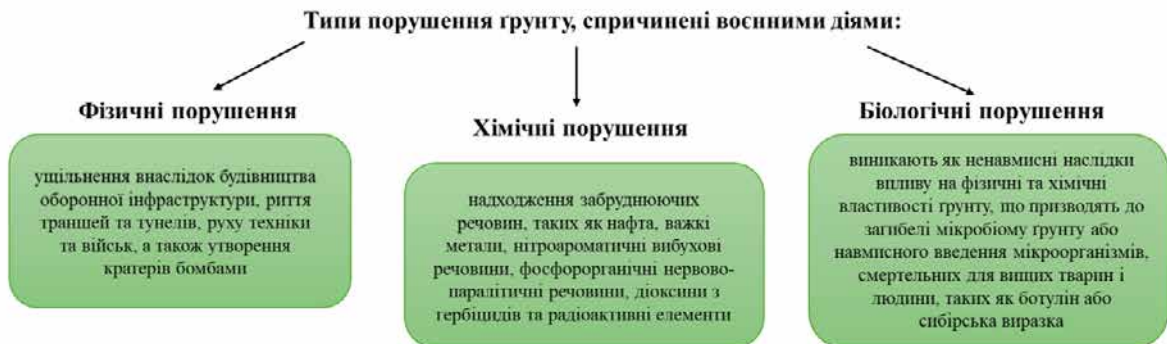 Типи порушення ґрунту, спричинені воєнними діями:
Фізичні порушення
ущільнення внаслідок будівництва
оборонної інфраструктури, риття
траншей та тунелів, руху техніки
та військ, а також утворення
кратерів бомбами
Хімічні порушення
надходження забруднюючих
речовин, таких як нафта, важкі
метали, нітроароматичні вибухові
речовини, фосфорорганічні нервово-
паралітичні речовини, діоксини з
гербіцидів та радіоактивні елементи
Біологічні порушення
виникають як ненавмисні наслідки
впливу на фізичні та хімічні
властивості ґрунту, що призводять до
загибелі мікробіому ґрунту або
навмисного введення мікроорганізмів,
смертельних для вищих тварин і
людини, таких як ботулін або
сибірська виразка